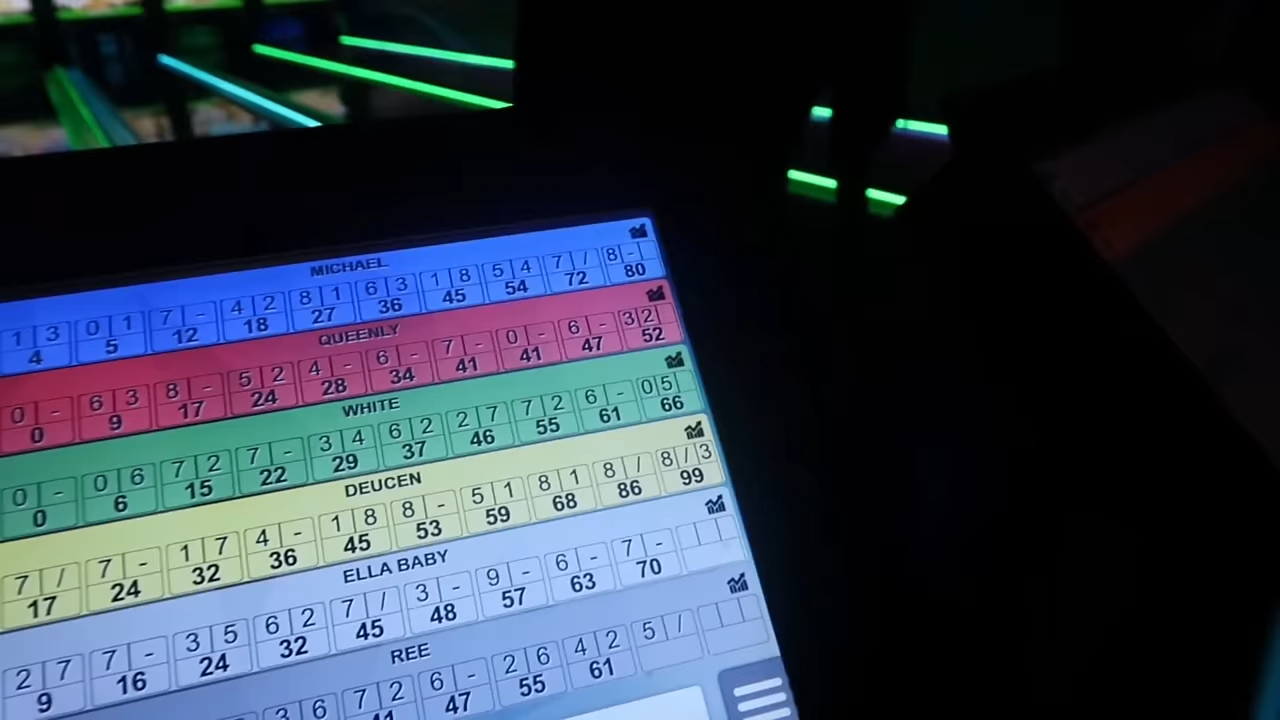 MICHAEL
1 3 0 1 7 - 4 2 8 1 6 3 1 8 5 4 7 / 8 -
4 5 12 18 27 36 45 54 72 80
QUEENLY
0 - 6 3 8 - 5 2 4 - 6 - 7 - 0 - 6 - 3 2
0 9 17 24 28 34 41 41 47 52
WHITE
0 - 0 6 7 2 7 - 3 4 6 2 2 7 7 2 6 - 0 5
0 6 15 22 29 37 46 55 61 66
DEUCEN
7 / 7 - 1 7 4 - 1 8 8 - 5 1 8 1 8 / 8 / 3
17 24 32 36 45 53 59 68 86 99
ELLA BABY
2 7 7 - 3 5 6 2 7 / 3 - 9 - 6 - 7 -
9 16 24 32 45 48 57 63 70
REE
3 6 7 2 6 - 2 6 4 2 5 /
41 47 55 61